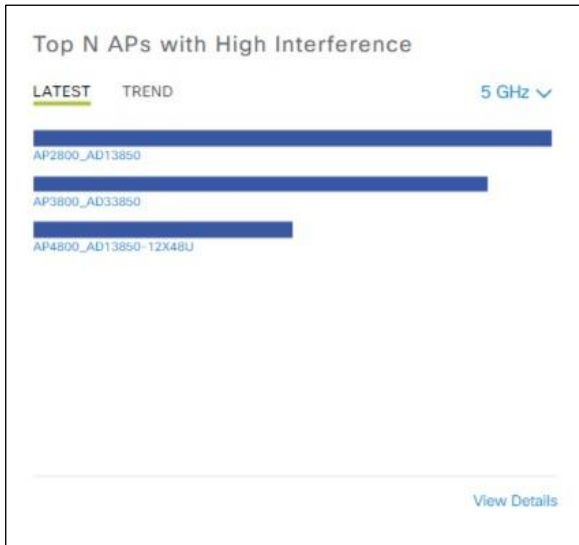 Top N APs with High Interference
LATEST TREND 5 GHz
AP2800_AD13850
AP3800_AD33850
AP4800_AD13850-12X48U
View Details